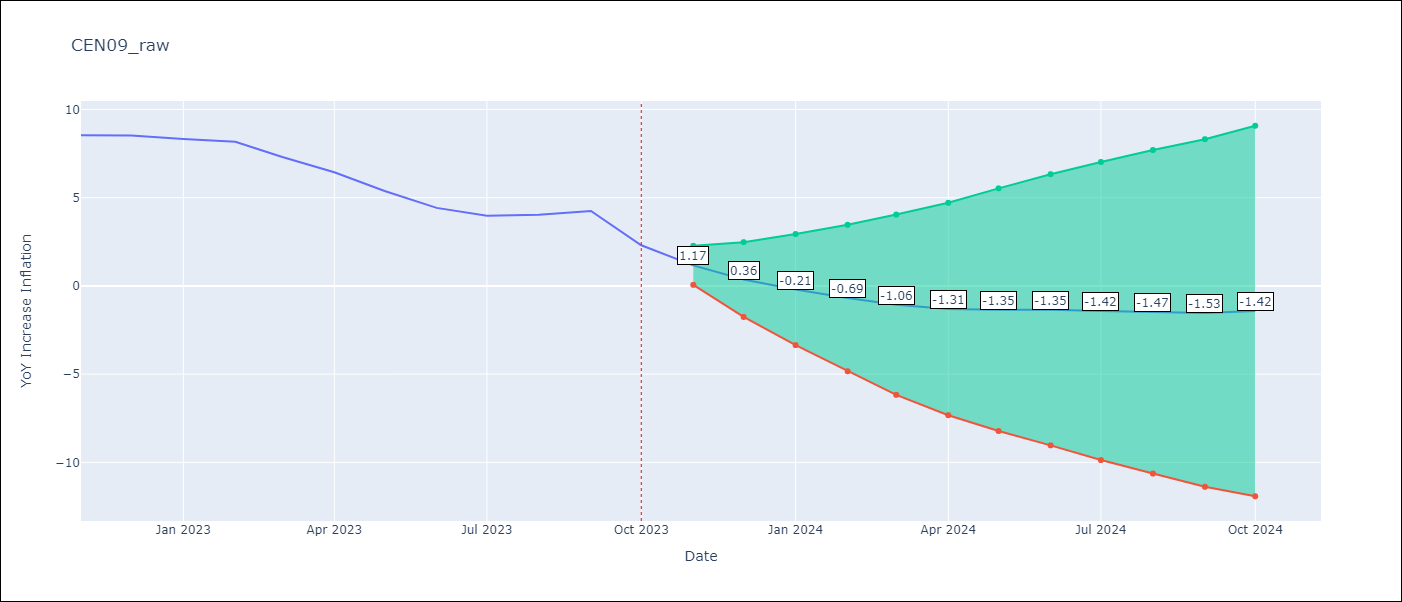 CEN09_raw
10
5
0
−5
−10
YoY Increase Inflation
1.17
0.36
-0.21
-0.69
-1.06
-1.31
-1.35
-1.35
-1.42
-1.47
-1.53
-1.42
Jan 2023
Apr 2023
Jul 2023
Oct 2023
Jan 2024
Apr 2024
Jul 2024
Oct 2024
Date